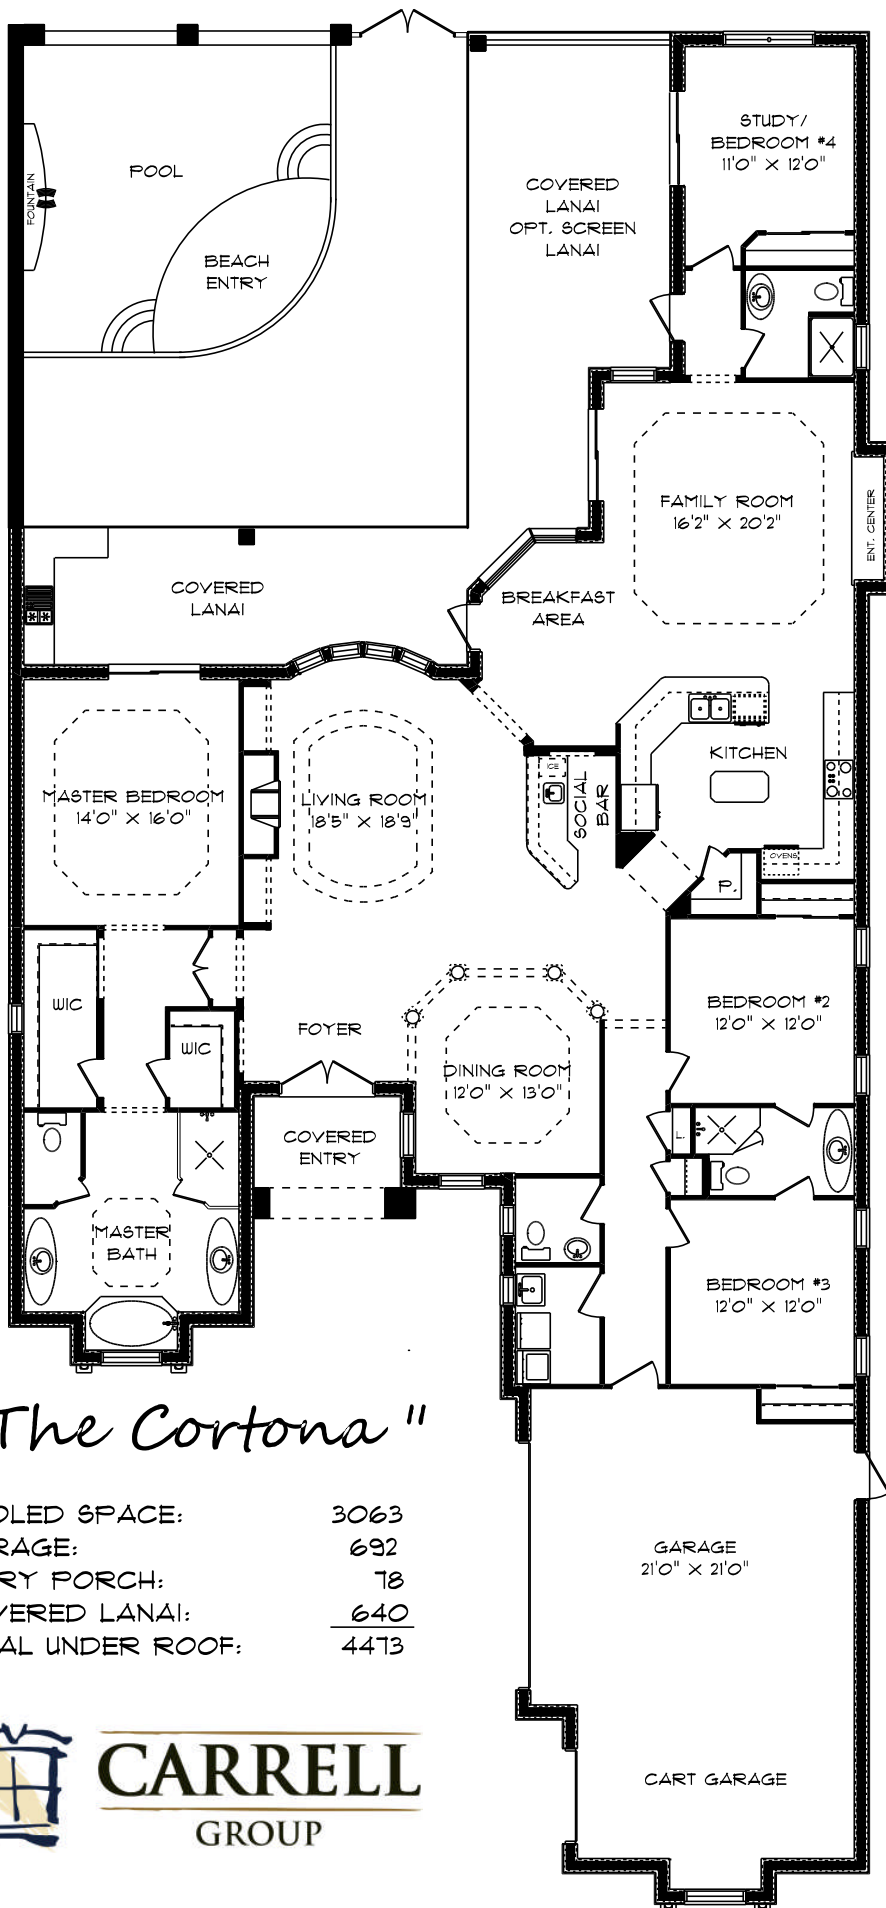 STUDY/
BEDROOM #4
11'0" X 12'0"
POOL
FOUNTAIN
COVERED
LANAI
OPT. SCREEN
LANAI
BEACH
ENTRY
FAMILY ROOM
16'2" X 20'2"
ENT. CENTER
COVERED
LANAI
BREAKFAST
AREA
KITCHEN
MASTER BEDROOM
14'0" X 16'0"
LIVING ROOM
18'5" X 18'9"
ICE
SOCIAL
BAR
OVENS
P.
WIC
WIC
FOYER
BEDROOM #2
12'0" X 12'0"
DINING ROOM
12'0" X 13'0"
COVERED
ENTRY
L.
MASTER
BATH
BEDROOM #3
12'0" X 12'0"
The Cortona "
OLED SPACE: 3063
RAGE: 692
RY PORCH: 78
VERED LANAI: 640
AL UNDER ROOF: 4473
GARAGE
21'0" X 21'0"
CART GARAGE
CARRELL
GROUP